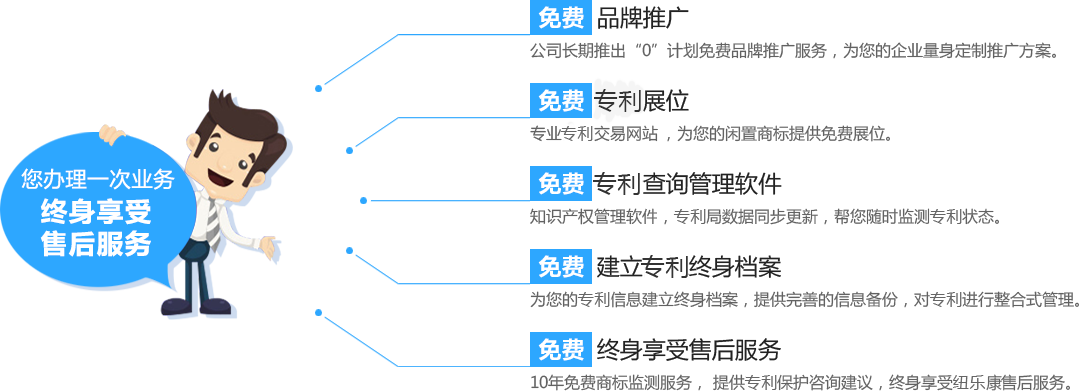 您办理一次业务
终身享受
售后服务
免费 品牌推广
公司长期推出“0”计划免费品牌推广服务，为您的企业量身定制推广方案。
免费 专利展位
专业专利交易网站 ，为您的闲置商标提供免费展位。
免费 专利查询管理软件
知识产权管理软件，专利局数据同步更新，帮您随时监测专利状态。
免费 建立专利终身档案
为您的专利信息建立终身档案，提供完善的信息备份，对专利进行整合式管理。
免费 终身享受售后服务
10年免费商标监测服务， 提供专利保护咨询建议，终身享受纽乐康售后服务。